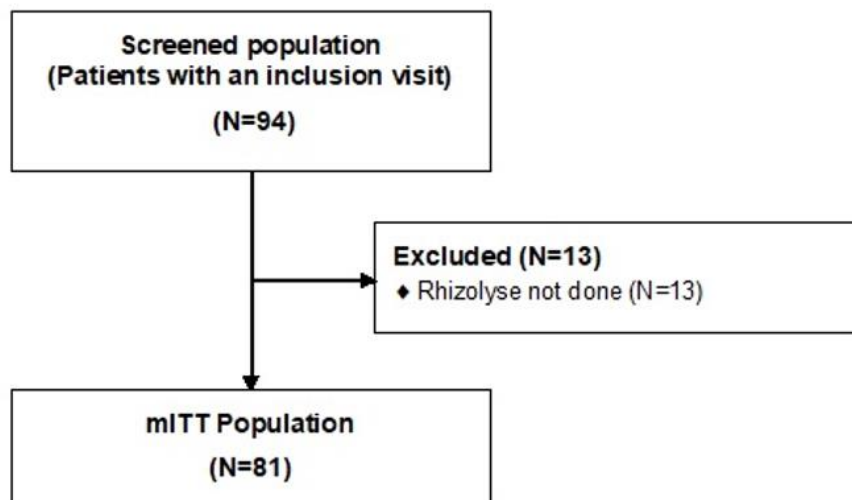 Screened population
(Patients with an inclusion visit)
(N=94)
Excluded (N=13)
♦ Rhizolyse not done (N=13)
mITT Population
(N=81)